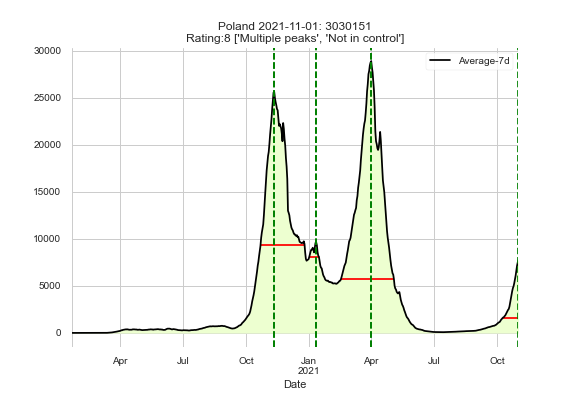 Poland 2021-11-01: 3030151
Rating:8 ['Multiple peaks', 'Not in control']
Average-7d
30000
25000
20000
15000
10000
5000
0
Apr Jul Oct Jan Apr Jul Oct
2021
Date